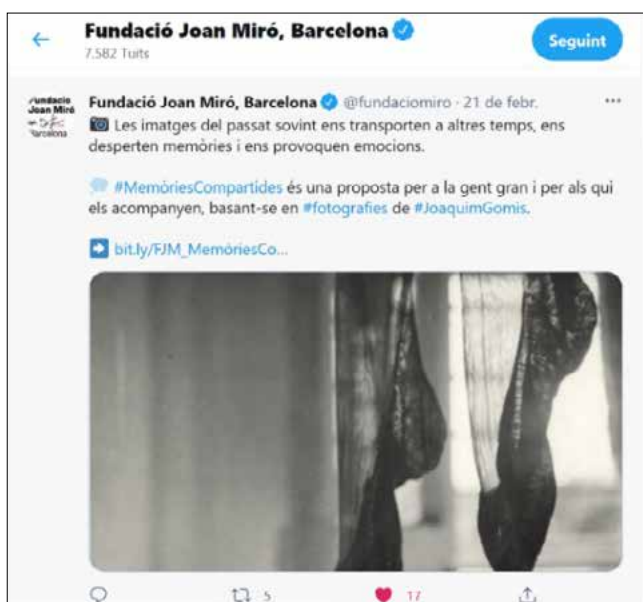 Fundació Joan Miró, Barcelona
7.582 Tuits
Seguint
Fundació
Joan Miró
Barcelona
Fundació Joan Miró, Barcelona @fundaciomiro · 21 de febr.
Les imatges del passat sovint ens transporten a altres temps, ens
desperten memòries i ens provoquen emocions.
#MemòriesCompartides és una proposta per a la gent gran i per als qui
els acompanyen, basant-se en #fotografies de #JoaquimGomis.
bit.ly/FJM_MemòriesCo...
5
17